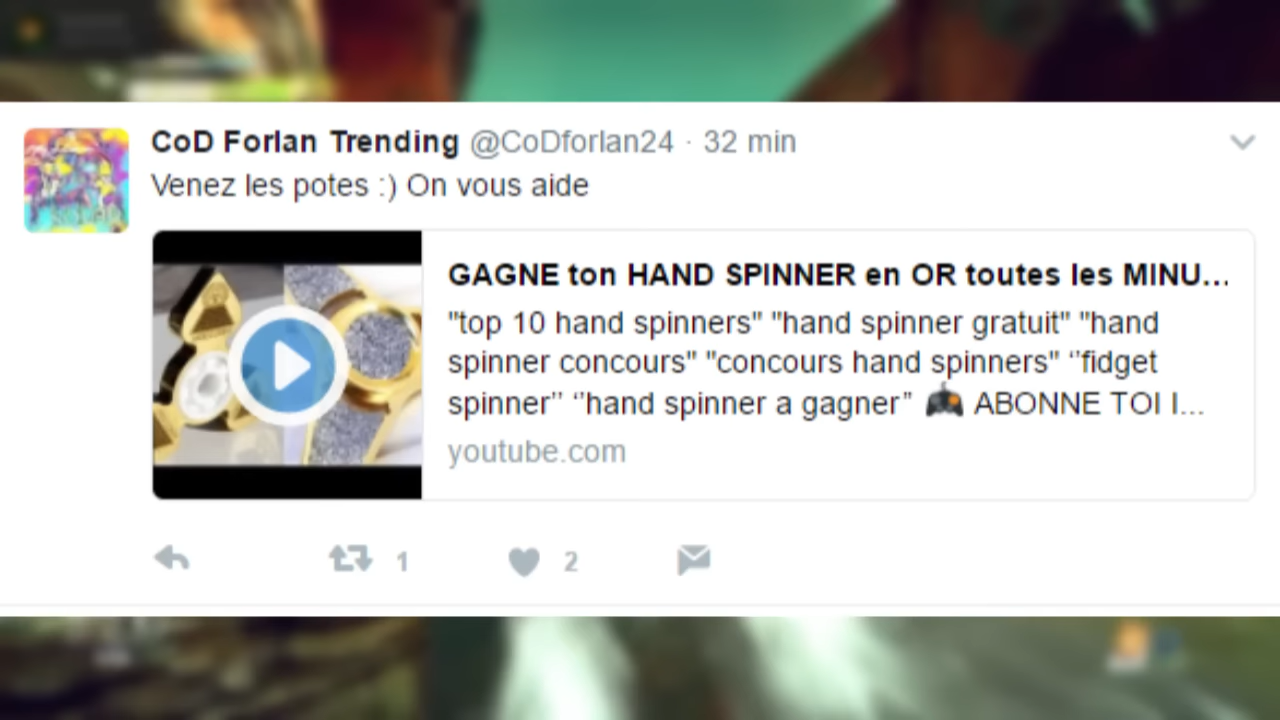 CoD Forlan Trending @CoDforlan24 · 32 min
Venez les potes :) On vous aide
GAGNE ton HAND SPINNER en OR toutes les MINU...
"top 10 hand spinners" "hand spinner gratuit" "hand
spinner concours" "concours hand spinners" ‘'fidget
spinner'' ‘'hand spinner a gagner" 🎮 ABONNE TOI I...
youtube.com
1 2